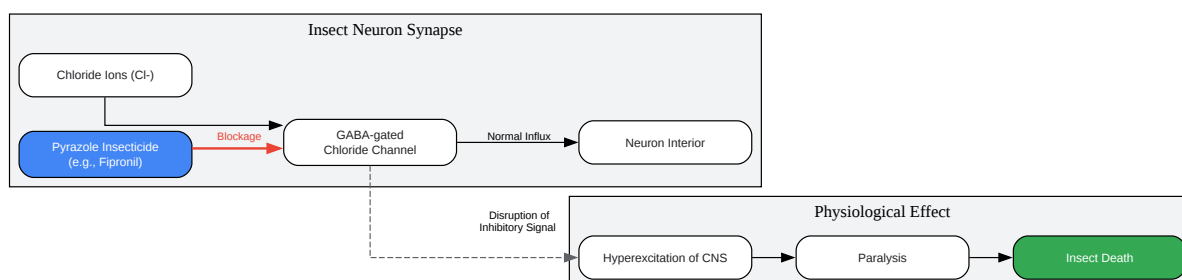 Insect Neuron Synapse
Chloride Ions (Cl-)
Pyrazole Insecticide
(e.g., Fipronil)
Blockage
GABA-gated
Chloride Channel
Normal Influx
Neuron Interior
Disruption of
Inhibitory Signal
Physiological Effect
Hyperexcitation of CNS
Paralysis
Insect Death